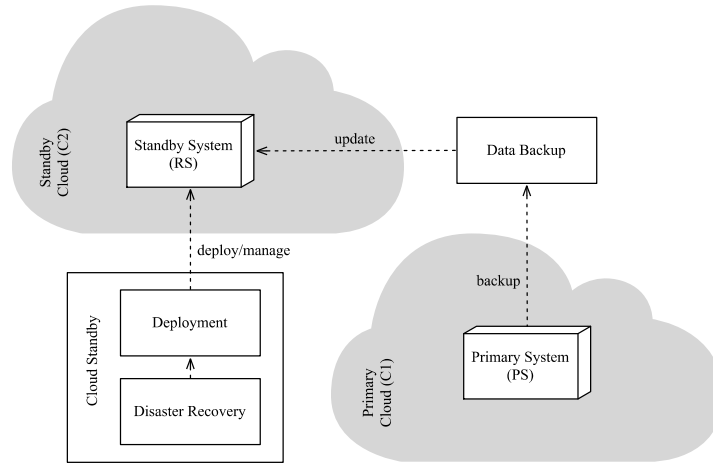 Standby
Cloud (C2)
Standby System
(RS)
update
Data Backup
deploy/manage
backup
Cloud Standby
Deployment
Disaster Recovery
Primary
Cloud (C1)
Primary System
(PS)